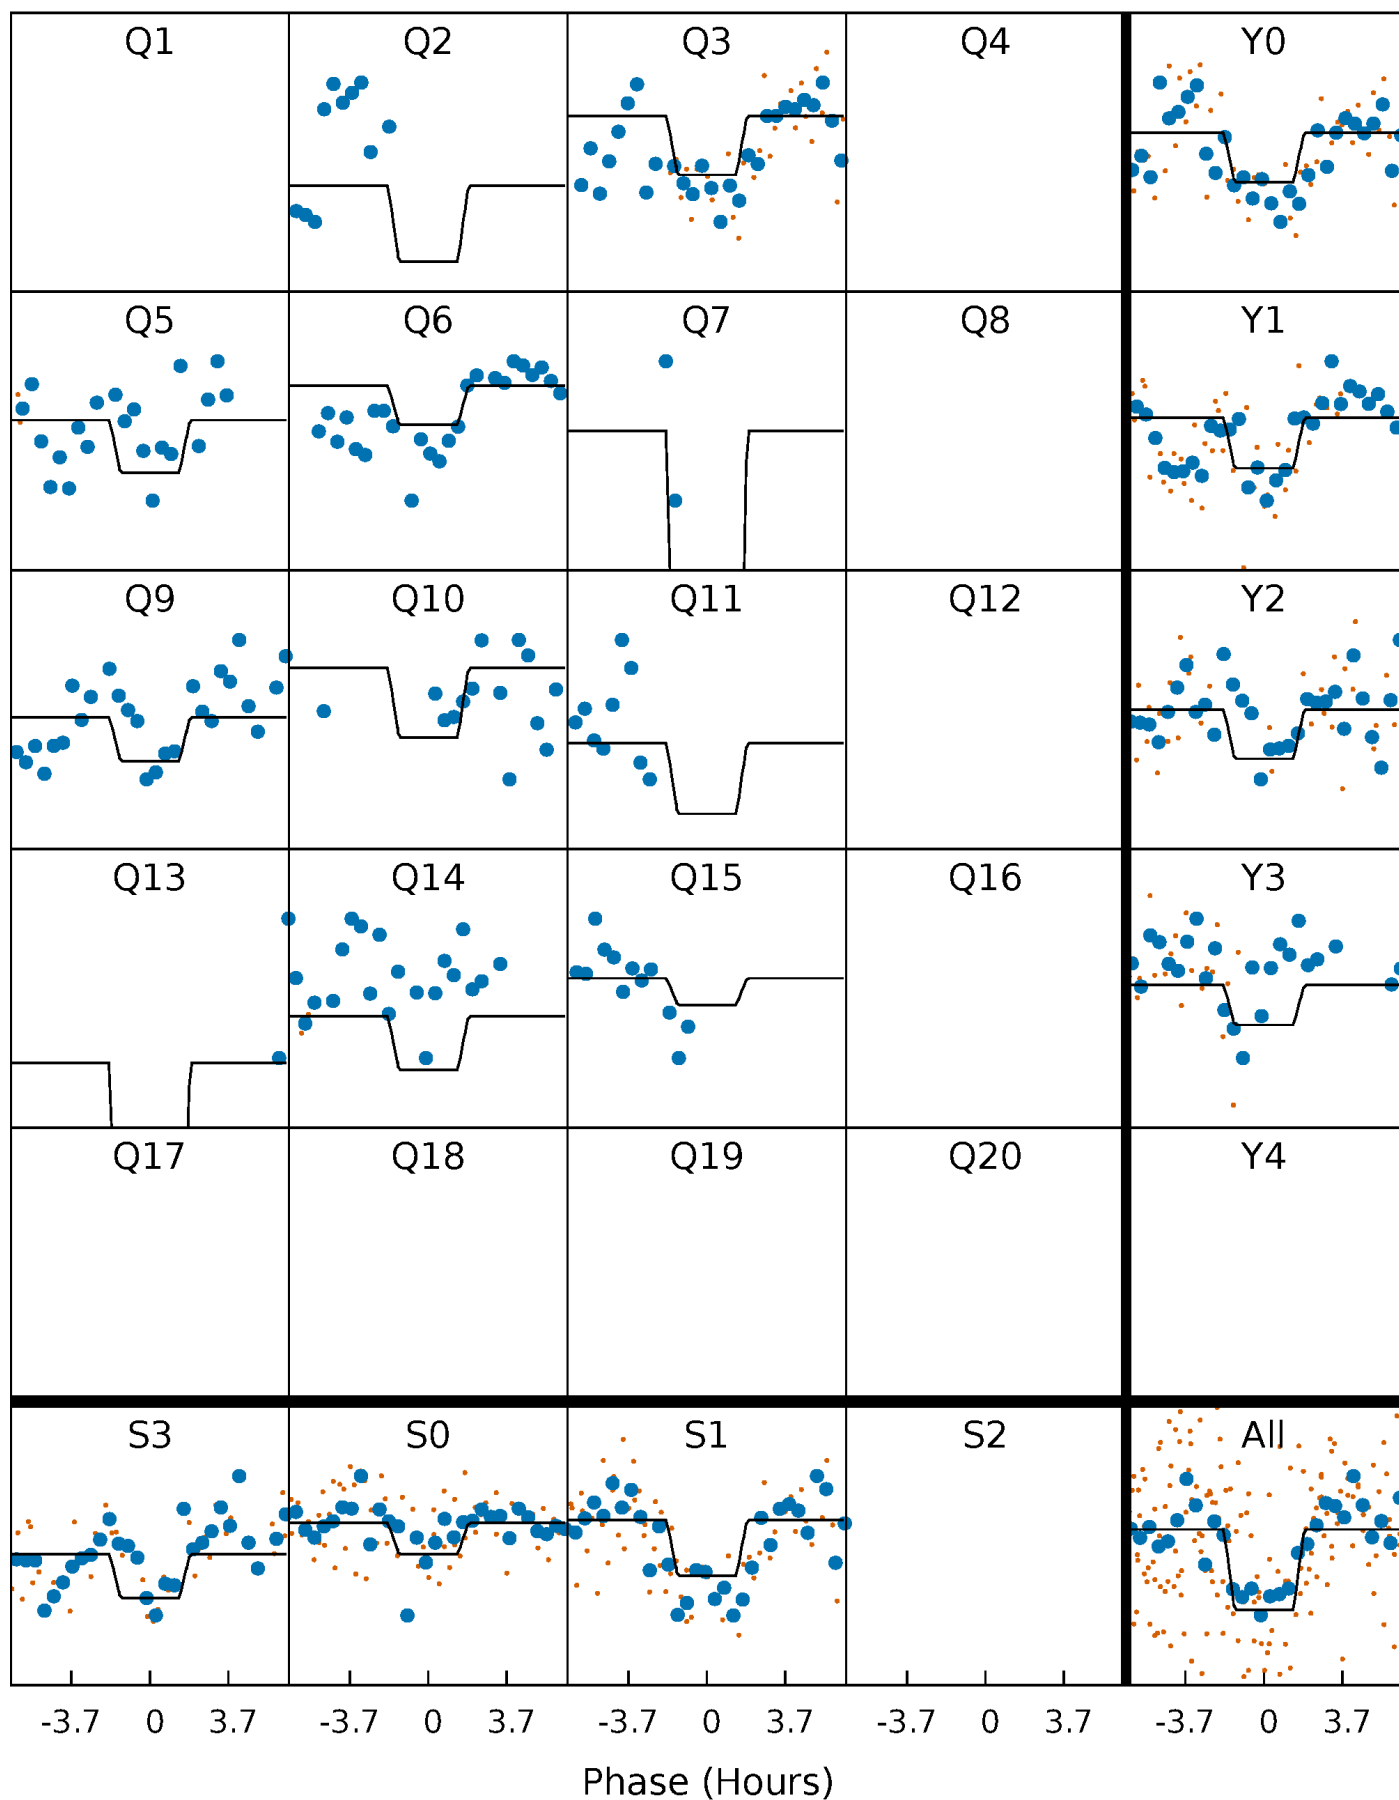 Q1 Q2 Q3 Q4 Y0
Q5 Q6 Q7 Q8 Y1
Q9 Q10 Q11 Q12 Y2
Q13 Q14 Q15 Q16 Y3
Q17 Q18 Q19 Q20 Y4
S3 S0 S1 S2 All
-3.7 0 3.7 -3.7 0 3.7 -3.7 0 3.7 -3.7 0 3.7 -3.7 0 3.7
Phase (Hours)